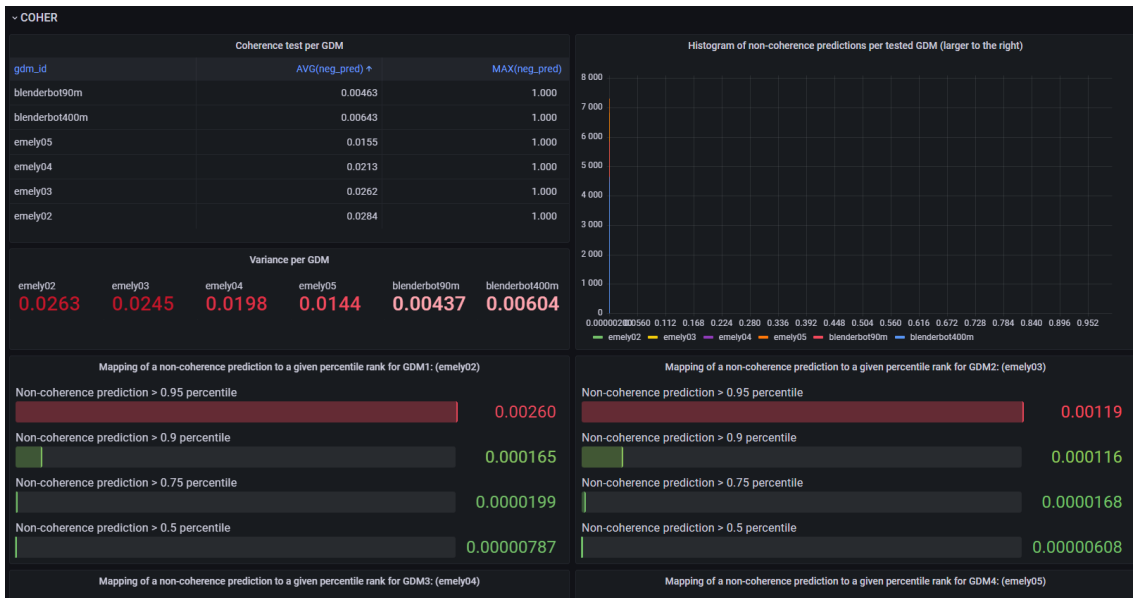 COHER
Coherence test per GDM
gdm_id AVG(neg_pred) ↑ MAX(neg_pred)
blenderbot90m 0.00463 1.000
blenderbot400m 0.00643 1.000
emely05 0.0155 1.000
emely04 0.0213 1.000
emely03 0.0262 1.000
emely02 0.0284 1.000
Variance per GDM
emely02 emely03 emely04 emely05 blenderbot90m blenderbot400m
0.0263 0.0245 0.0198 0.0144 0.00437 0.00604
Histogram of non-coherence predictions per tested GDM (larger to the right)
8 000
7 000
6 000
5 000
4 000
3 000
2 000
1 000
0
0.112 0.168 0.224 0.280 0.336 0.392 0.448 0.504 0.560 0.616 0.672 0.728 0.784 0.840 0.896 0.952
emely02 emely03 emely04 emely05 blenderbot90m blenderbot400m
Mapping of a non-coherence prediction to a given percentile rank for GDM1: (emely02)
Non-coherence prediction > 0.95 percentile
0.00260
Non-coherence prediction > 0.9 percentile
0.000165
Non-coherence prediction > 0.75 percentile
0.0000199
Non-coherence prediction > 0.5 percentile
0.00000787
Mapping of a non-coherence prediction to a given percentile rank for GDM2: (emely03)
Non-coherence prediction > 0.95 percentile
0.00119
Non-coherence prediction > 0.9 percentile
0.000116
Non-coherence prediction > 0.75 percentile
0.0000168
Non-coherence prediction > 0.5 percentile
0.00000608
Mapping of a non-coherence prediction to a given percentile rank for GDM3: (emely04)
Mapping of a non-coherence prediction to a given percentile rank for GDM4: (emely05)